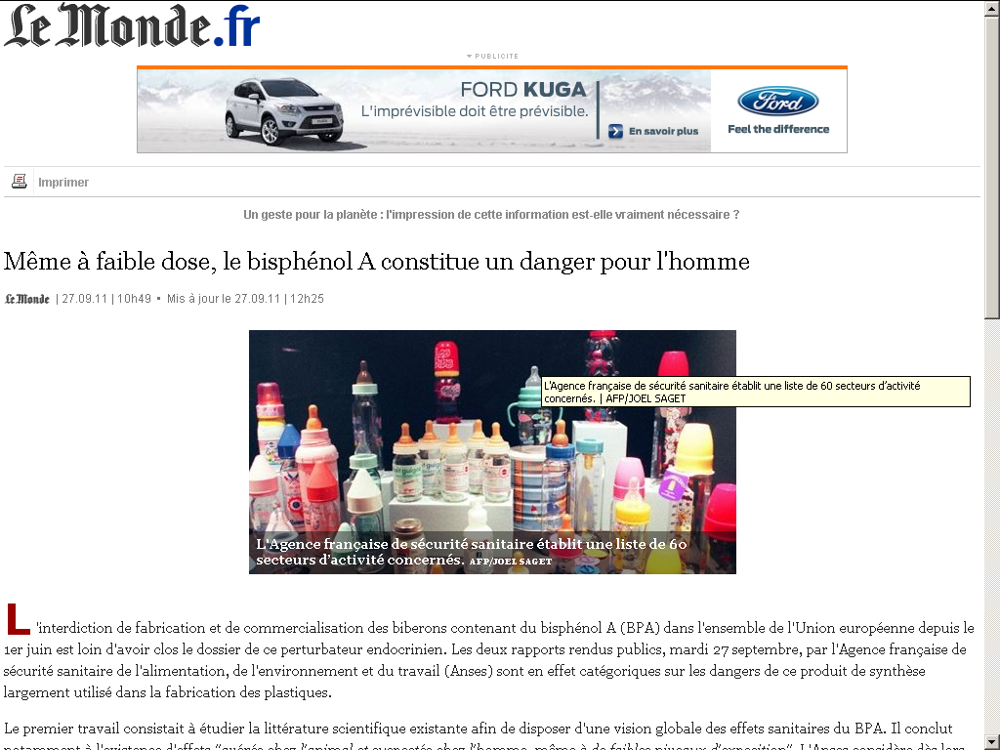 Le Monde.fr
PUBLICITE
FORD KUGA
L'imprévisible doit être prévisible.
En savoir plus
Ford
Feel the difference
Imprimer
Un geste pour la planète : l'impression de cette information est-elle vraiment nécessaire ?
Même à faible dose, le bisphénol A constitue un danger pour l'homme
Le Monde | 27.09.11 | 10h49 • Mis à jour le 27.09.11 | 12h25
L'Agence française de sécurité sanitaire établit une liste de 60 secteurs d'activité
concernés. | AFP/JOEL SAGET
L'Agence française de sécurité sanitaire établit une liste de 60
secteurs d'activité concernés. AFP/JOEL SAGET
L'interdiction de fabrication et de commercialisation des biberons contenant du bisphénol A (BPA) dans l'ensemble de l'Union européenne depuis le
1er juin est loin d'avoir clos le dossier de ce perturbateur endocrinien. Les deux rapports rendus publics, mardi 27 septembre, par l'Agence française de
sécurité sanitaire de l'alimentation, de l'environnement et du travail (Anses) sont en effet catégoriques sur les dangers de ce produit de synthèse
largement utilisé dans la fabrication des plastiques.
Le premier travail consistait à étudier la littérature scientifique existante afin de disposer d'une vision globale des effets sanitaires du BPA. Il conclut
notamment à l'existence d'effets "avérés chez l'animal et suspectés chez l'homme, même à de faibles niveaux d'exposition". L'Anses considère dès lors